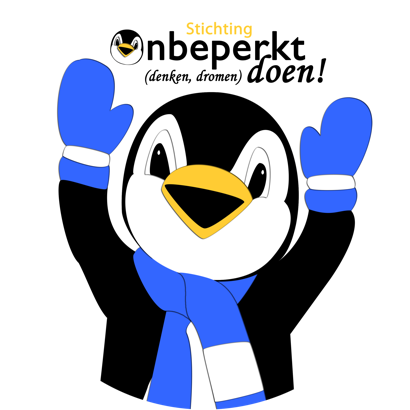 Stichting
Onbeperkt
(denken, dromen) doen!